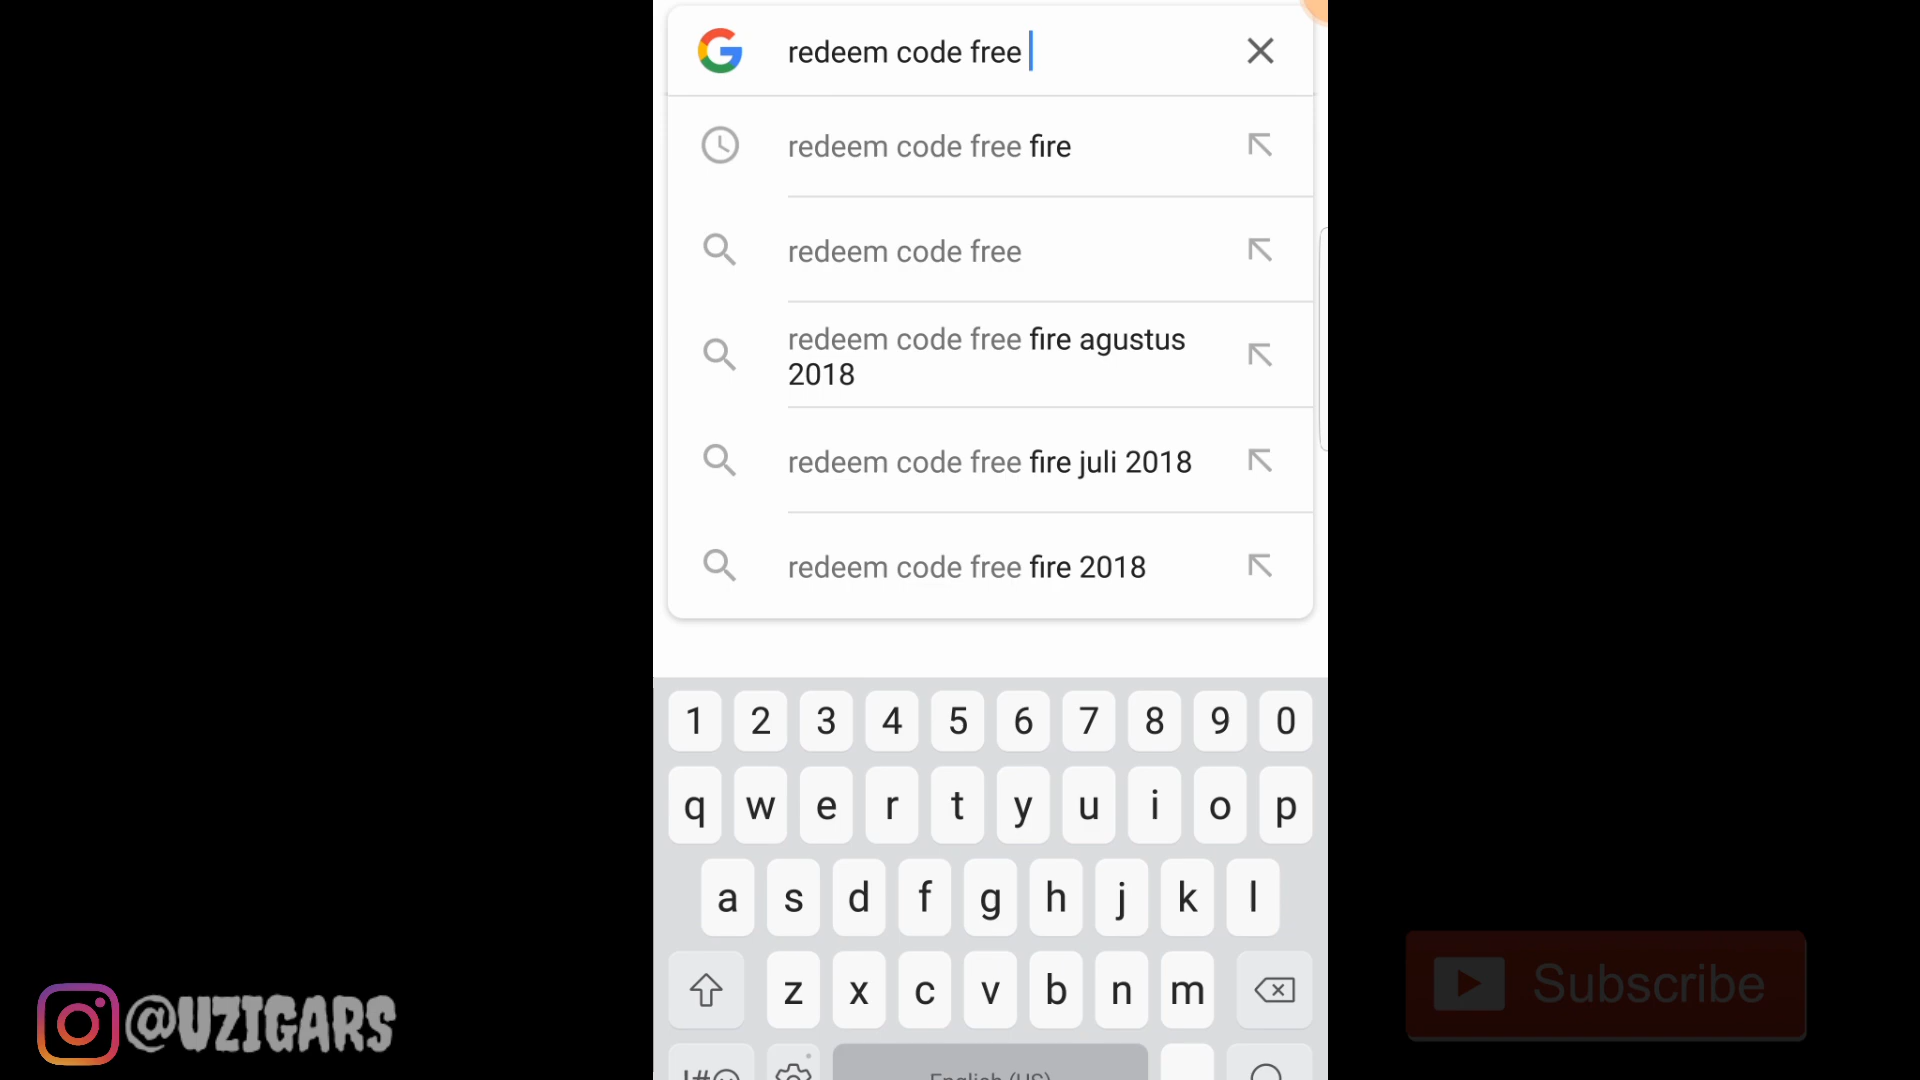 redeem code free
redeem code free fire
redeem code free
redeem code free fire agustus
2018
redeem code free fire juli 2018
redeem code free fire 2018
1 2 3 4 5 6 7 8 9 0
q w e r t y u i o p
a s d f g h j k l
z x c v b n m
!#
English (US)
@UZIGARS
Subscribe